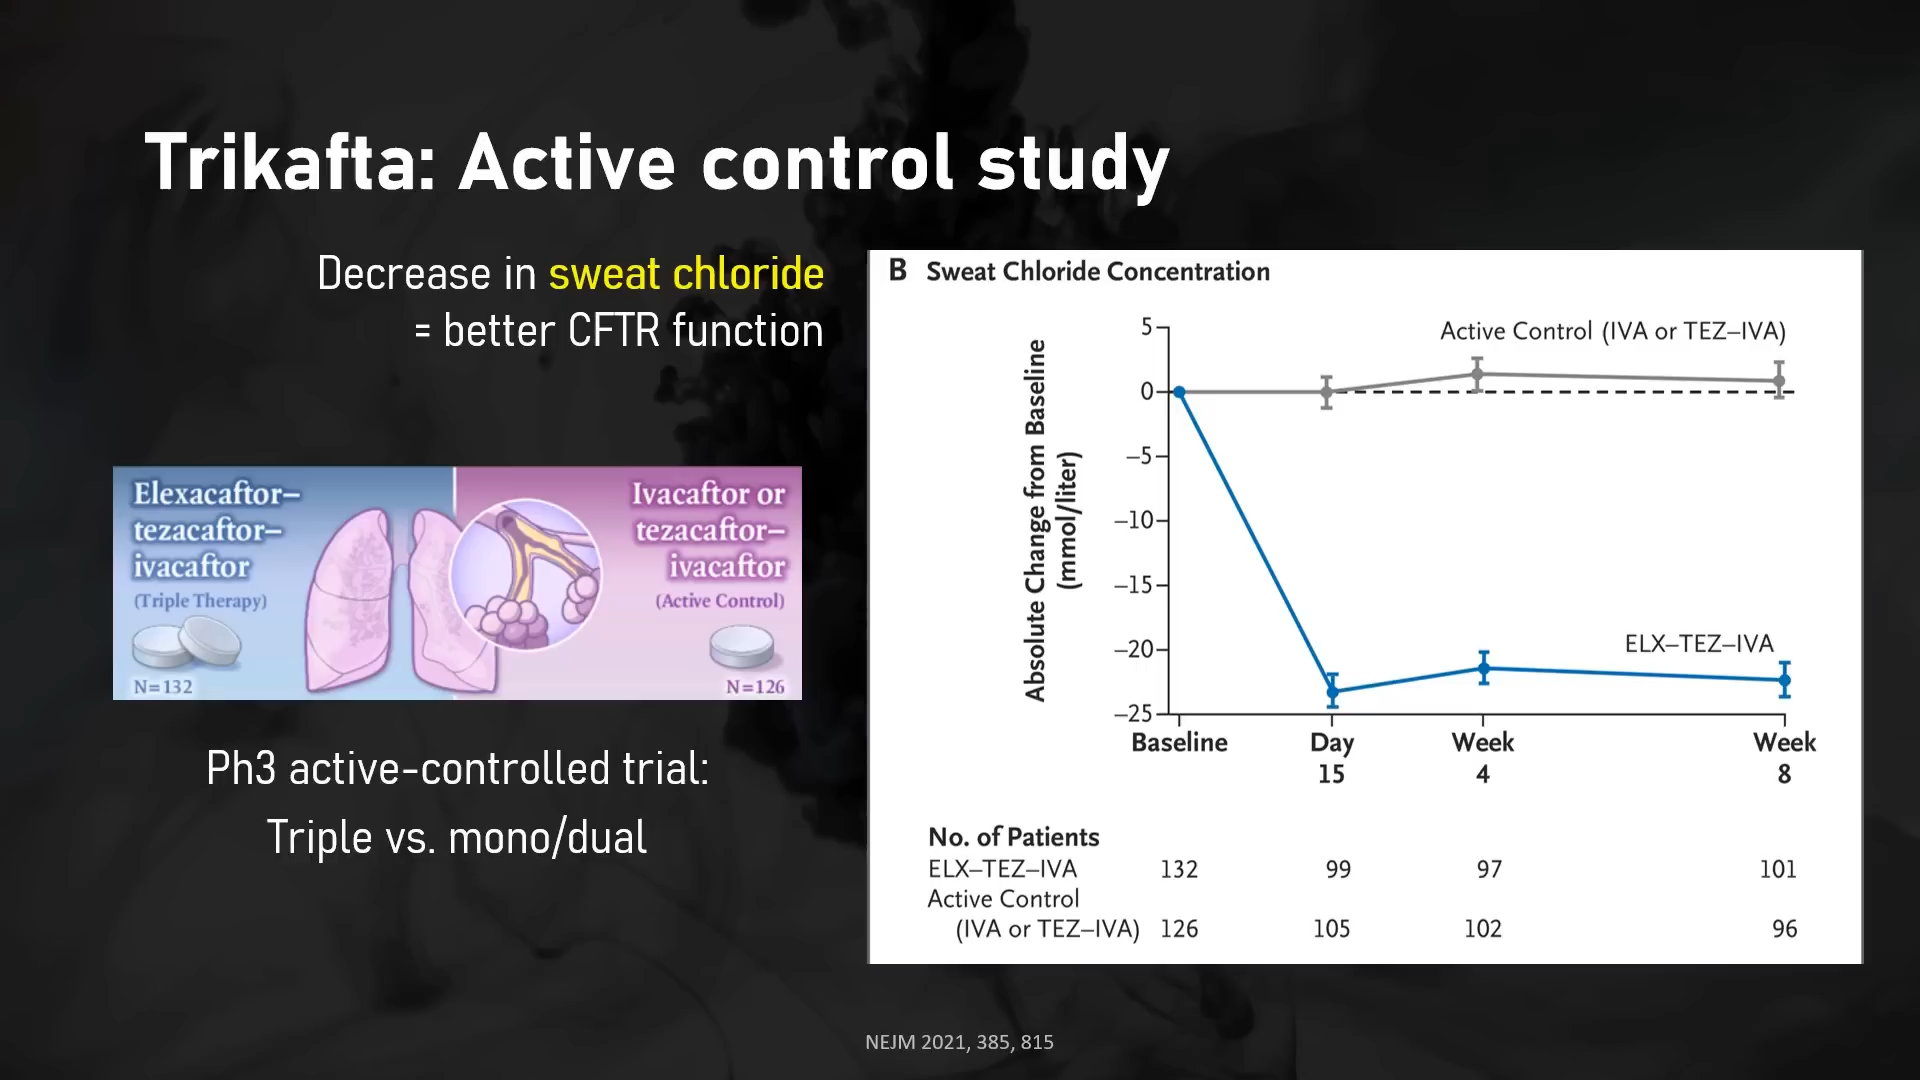 Trikafta: Active control study
Decrease in sweat chloride
= better CFTR function
Elexacaftor–
tezacaftor–
ivacaftor
(Triple Therapy)
N=132
Ivacaftor or
tezacaftor–
ivacaftor
(Active Control)
N=126
Ph3 active-controlled trial:
Triple vs. mono/dual
B Sweat Chloride Concentration
Absolute Change from Baseline
(mmol/liter)
5
0
–5
–10
–15
–20
–25
Active Control (IVA or TEZ–IVA)
ELX–TEZ–IVA
Baseline
Day
15
Week
4
Week
8
No. of Patients
ELX–TEZ–IVA 132 99 97 101
Active Control
(IVA or TEZ–IVA) 126 105 102 96
NEJM 2021, 385, 815